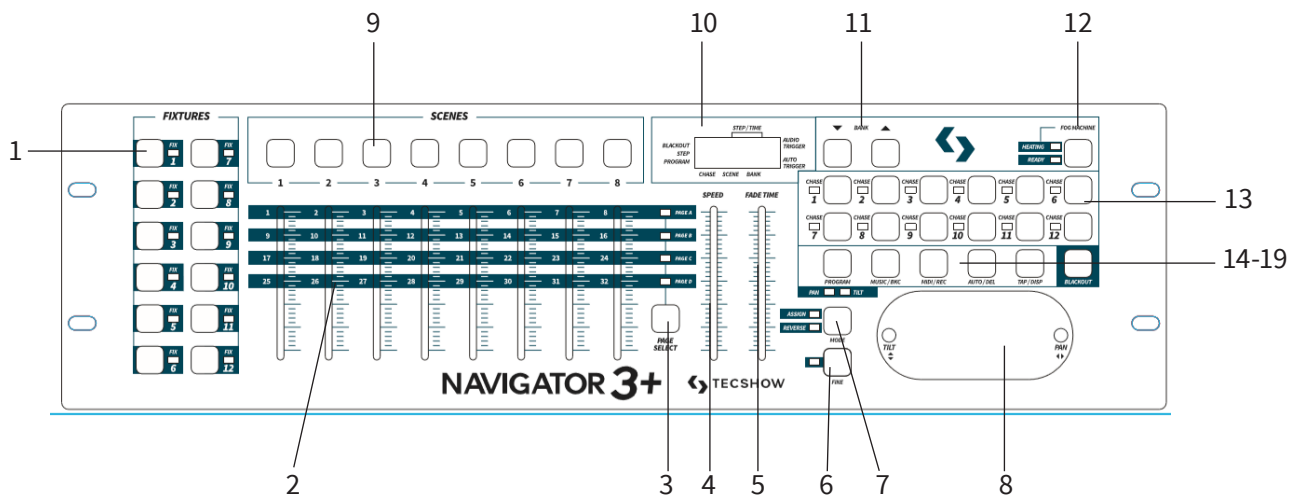 9 10 11 12
FIXTURES
SCENES
STEP / TIME
BLACKOUT
STEP
PROGRAM
AUDIO
TRIGGER
AUTO
TRIGGER
CHASE SCENE BANK
BANK
FOG MACHINE
HEATING
READY
1
FIX 1 FIX 7
FIX 2 FIX 8
FIX 3 FIX 9
FIX 4 FIX 10
FIX 5 FIX 11
FIX 6 FIX 12
1 2 3 4 5 6 7 8
SPEED FADE TIME
1 2 3 4 5 6 7 8 PAGE A
9 10 11 12 13 14 15 16 PAGE B
17 18 19 20 21 22 23 24 PAGE C
25 26 27 28 29 30 31 32 PAGE D
PAGE
SELECT
CHASE 1 CHASE 2 CHASE 3 CHASE 4 CHASE 5 CHASE 6
13
CHASE 7 CHASE 8 CHASE 9 CHASE 10 CHASE 11 CHASE 12
14-19
PROGRAM MUSIC / BKC MIDI / REC AUTO / DEL TAP / DISP BLACKOUT
PAN TILT
ASSIGN
REVERSE
MODE
FINE
TILT PAN
NAVIGATOR 3+ TECSHOW
2 3 4 5 6 7 8